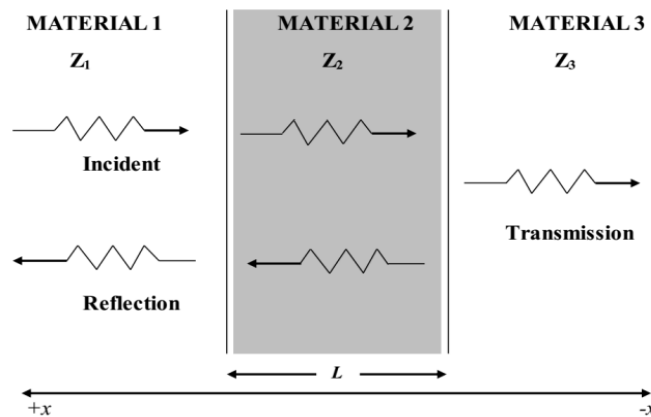 MATERIAL 1 MATERIAL 2 MATERIAL 3
Z₁ Z₂ Z₃
Incident
Transmission
Reflection
L
+x -x